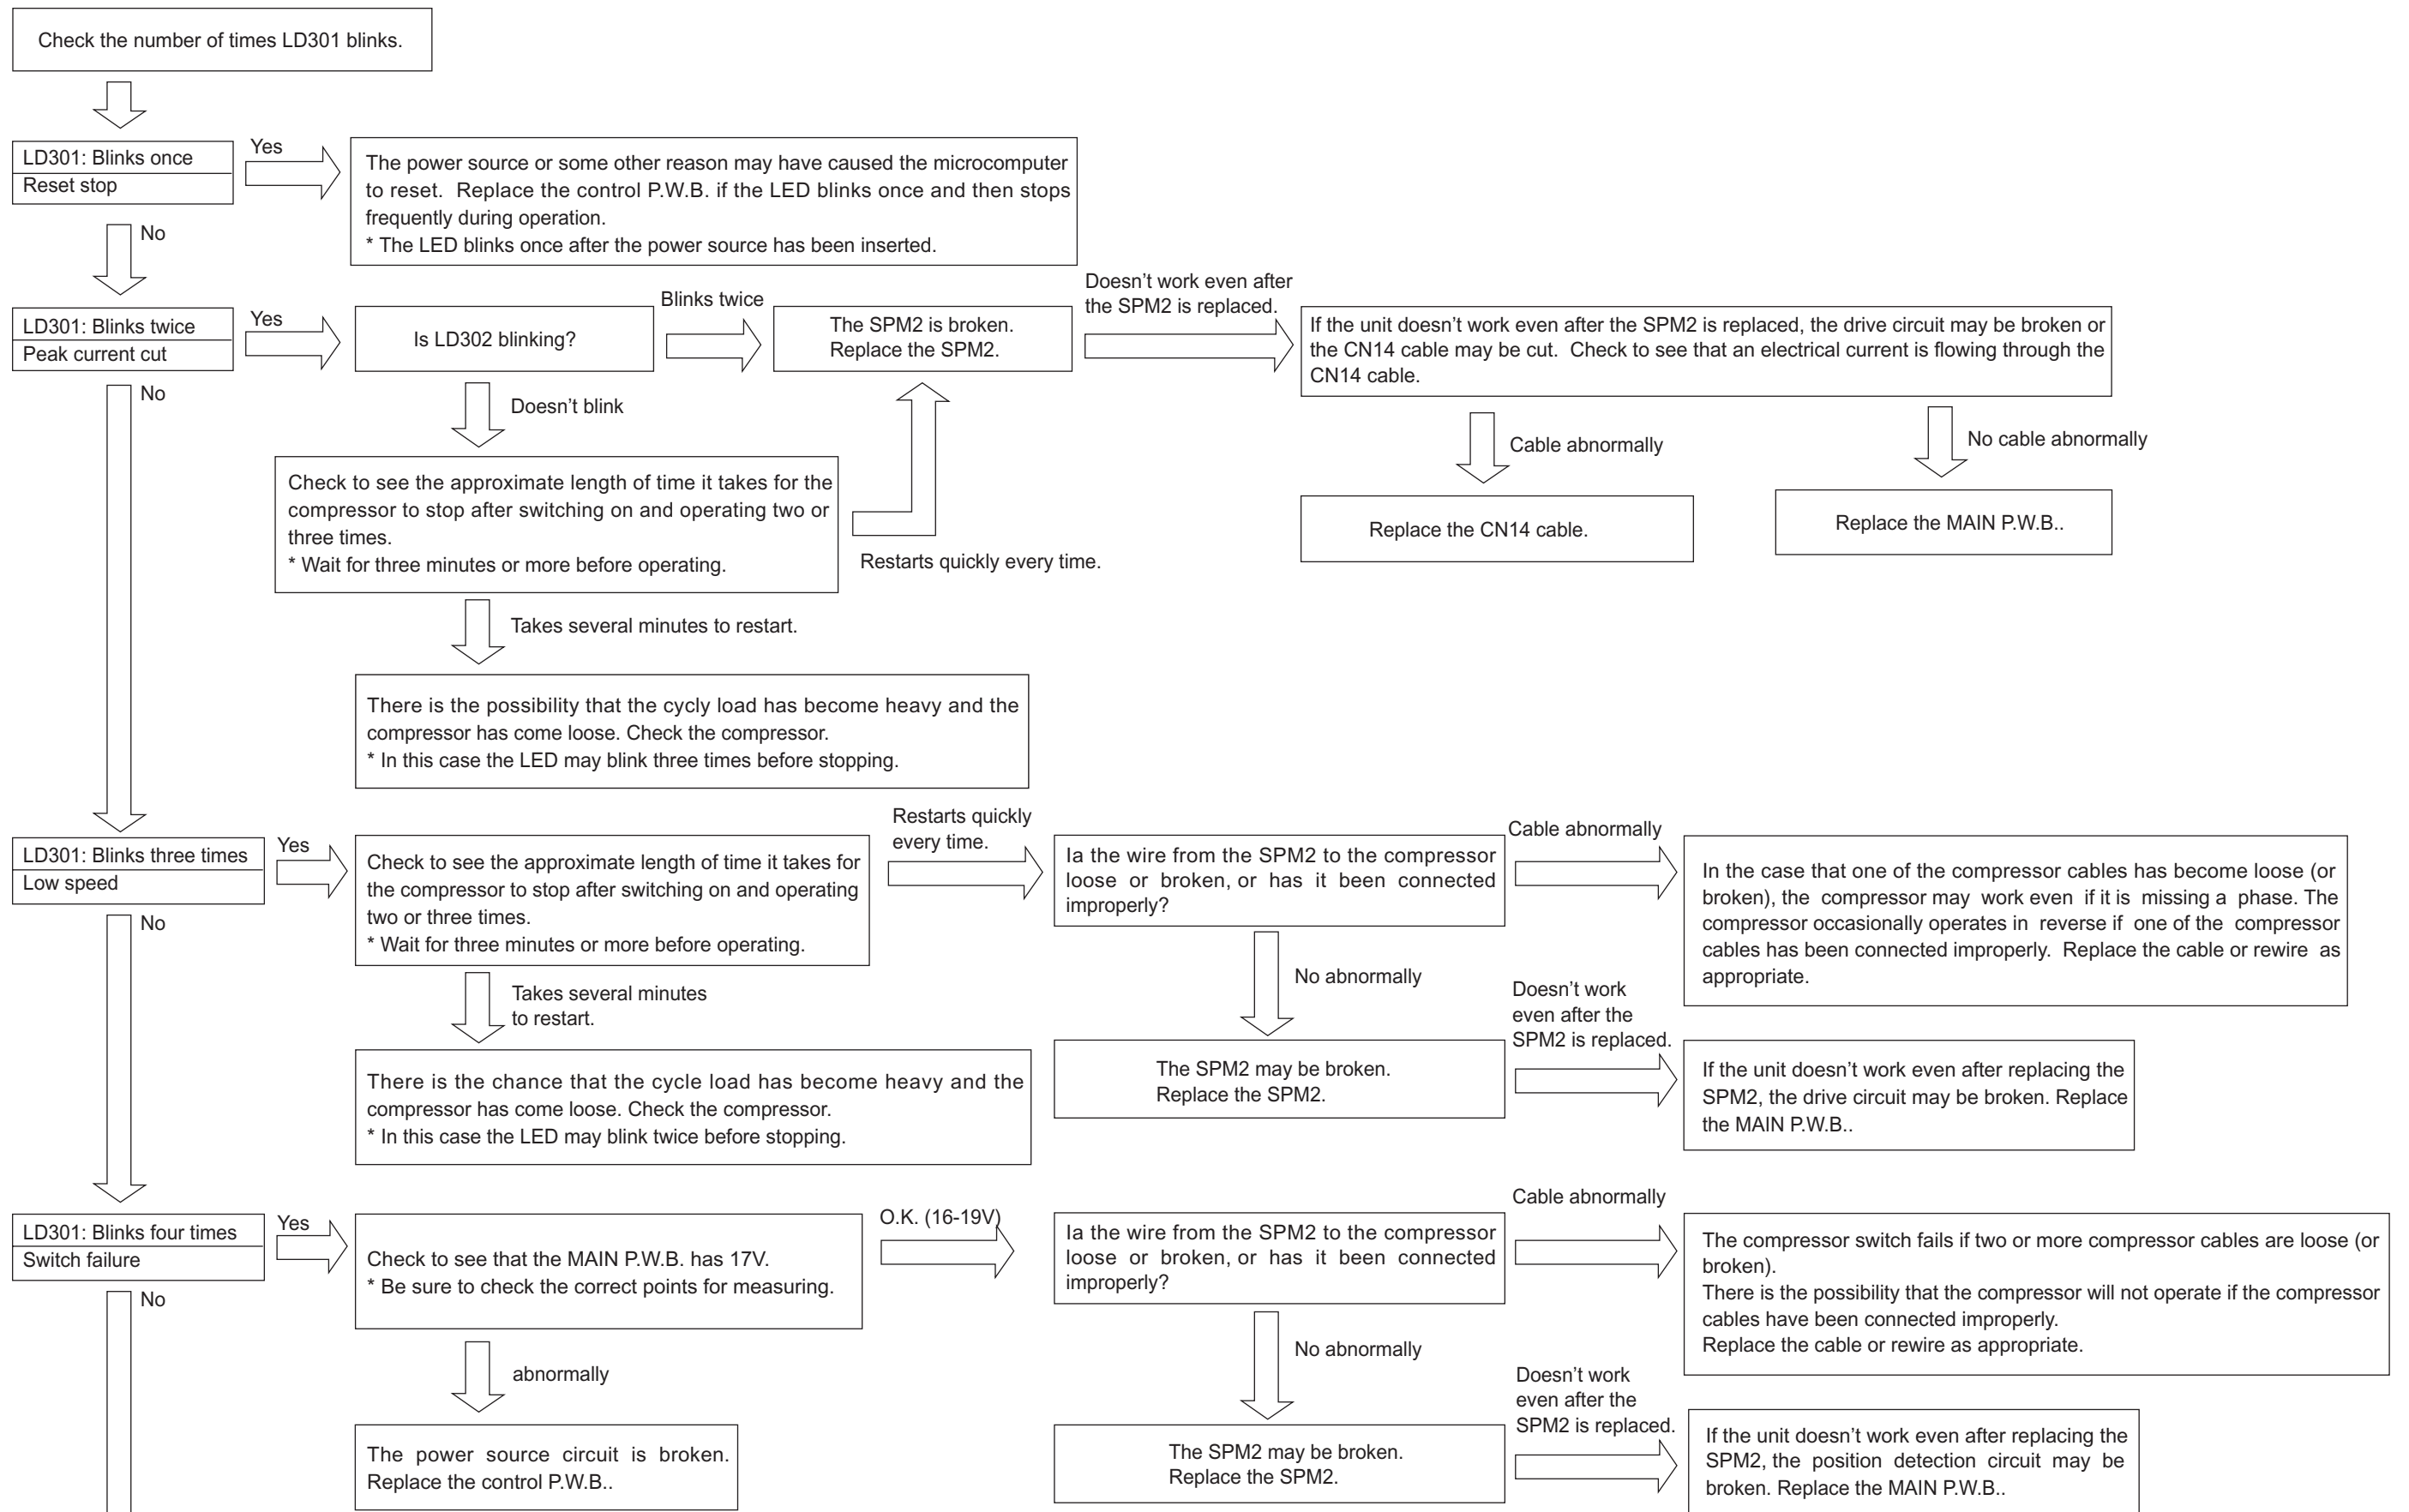 Check the number of times LD301 blinks.
LD301: Blinks once
Reset stop
Yes
The power source or some other reason may have caused the microcomputer
to reset. Replace the control P.W.B. if the LED blinks once and then stops
frequently during operation.
* The LED blinks once after the power source has been inserted.
No
LD301: Blinks twice
Peak current cut
Yes
Is LD302 blinking?
Blinks twice
The SPM2 is broken.
Replace the SPM2.
Doesn't work even after
the SPM2 is replaced.
If the unit doesn't work even after the SPM2 is replaced, the drive circuit may be broken or
the CN14 cable may be cut. Check to see that an electrical current is flowing through the
CN14 cable.
Cable abnormally
Replace the CN14 cable.
No cable abnormally
Replace the MAIN P.W.B..
Doesn't blink
Check to see the approximate length of time it takes for the
compressor to stop after switching on and operating two or
three times.
* Wait for three minutes or more before operating.
Restarts quickly every time.
Takes several minutes to restart.
There is the possibility that the cycly load has become heavy and the
compressor has come loose. Check the compressor.
* In this case the LED may blink three times before stopping.
No
LD301: Blinks three times
Low speed
Yes
Check to see the approximate length of time it takes for
the compressor to stop after switching on and operating
two or three times.
* Wait for three minutes or more before operating.
Restarts quickly
every time.
Ia the wire from the SPM2 to the compressor
loose or broken, or has it been connected
improperly?
Cable abnormally
In the case that one of the compressor cables has become loose (or
broken), the compressor may work even if it is missing a phase. The
compressor occasionally operates in reverse if one of the compressor
cables has been connected improperly. Replace the cable or rewire as
appropriate.
No abnormally
The SPM2 may be broken.
Replace the SPM2.
Doesn't work
even after the
SPM2 is replaced.
If the unit doesn't work even after replacing the
SPM2, the drive circuit may be broken. Replace
the MAIN P.W.B..
Takes several minutes
to restart.
There is the chance that the cycle load has become heavy and the
compressor has come loose. Check the compressor.
* In this case the LED may blink twice before stopping.
No
LD301: Blinks four times
Switch failure
Yes
Check to see that the MAIN P.W.B. has 17V.
* Be sure to check the correct points for measuring.
O.K. (16-19V)
Ia the wire from the SPM2 to the compressor
loose or broken, or has it been connected
improperly?
Cable abnormally
The compressor switch fails if two or more compressor cables are loose (or
broken).
There is the possibility that the compressor will not operate if the compressor
cables have been connected improperly.
Replace the cable or rewire as appropriate.
No abnormally
The SPM2 may be broken.
Replace the SPM2.
Doesn't work
even after the
SPM2 is replaced.
If the unit doesn't work even after replacing the
SPM2, the position detection circuit may be
broken. Replace the MAIN P.W.B..
abnormally
The power source circuit is broken.
Replace the control P.W.B..
No